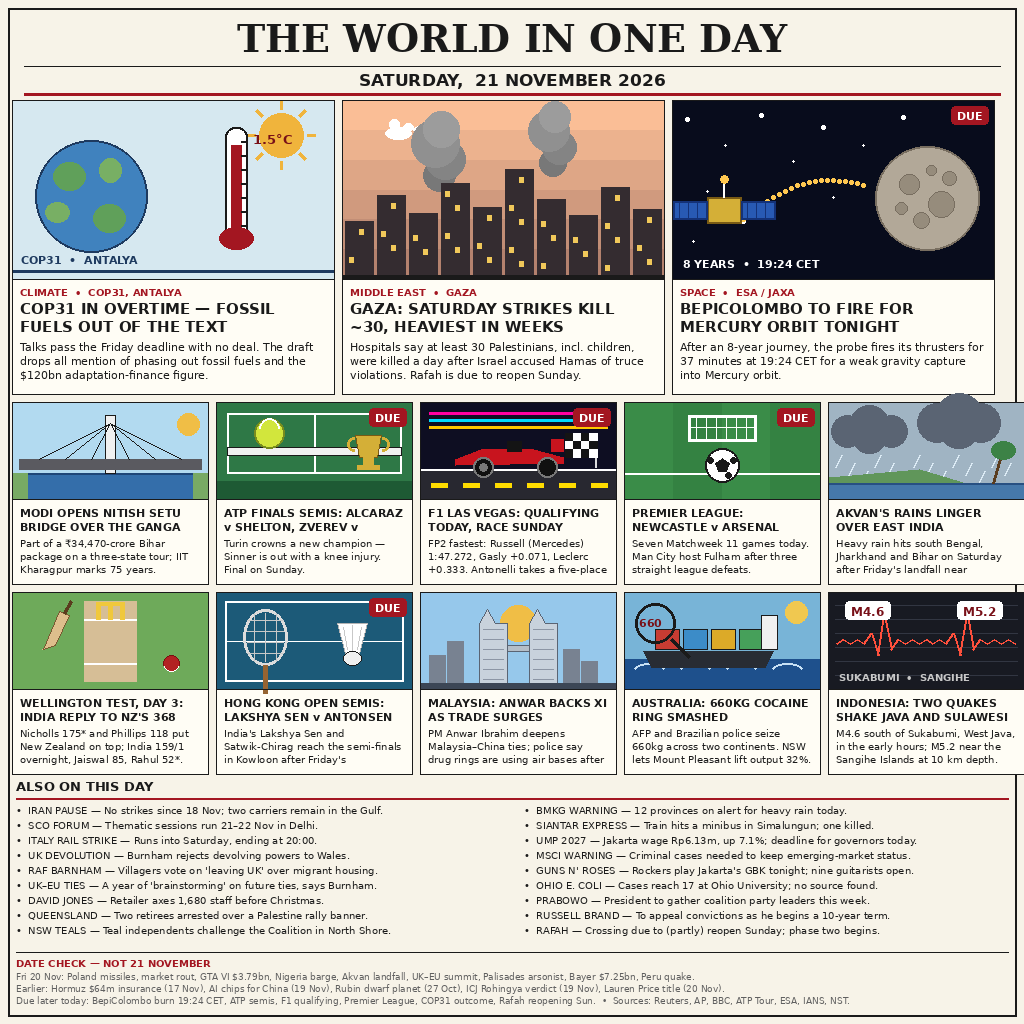 THE WORLD IN ONE DAY
SATURDAY, 21 NOVEMBER 2026
1.5°C
COP31 • ANTALYA
CLIMATE • COP31, ANTALYA
COP31 IN OVERTIME — FOSSIL
FUELS OUT OF THE TEXT
Talks pass the Friday deadline with no deal. The draft
drops all mention of phasing out fossil fuels and the
$120bn adaptation-finance figure.
MIDDLE EAST • GAZA
GAZA: SATURDAY STRIKES KILL
~30, HEAVIEST IN WEEKS
Hospitals say at least 30 Palestinians, incl. children,
were killed a day after Israel accused Hamas of truce
violations. Rafah is due to reopen Sunday.
DUE
8 YEARS • 19:24 CET
SPACE • ESA / JAXA
BEPICOLOMBO TO FIRE FOR
MERCURY ORBIT TONIGHT
After an 8-year journey, the probe fires its thrusters for
37 minutes at 19:24 CET for a weak gravity capture
into Mercury orbit.
MODI OPENS NITISH SETU
BRIDGE OVER THE GANGA
Part of a ₹34,470-crore Bihar
package on a three-state tour; IIT
Kharagpur marks 75 years.
DUE
ATP FINALS SEMIS: ALCARAZ
v SHELTON, ZVEREV v
Turin crowns a new champion —
Sinner is out with a knee injury.
Final on Sunday.
DUE
F1 LAS VEGAS: QUALIFYING
TODAY, RACE SUNDAY
FP2 fastest: Russell (Mercedes)
1:47.272, Gasly +0.071, Leclerc
+0.333. Antonelli takes a five-place
DUE
PREMIER LEAGUE:
NEWCASTLE v ARSENAL
Seven Matchweek 11 games today.
Man City host Fulham after three
straight league defeats.
AKVAN'S RAINS LINGER
OVER EAST INDIA
Heavy rain hits south Bengal,
Jharkhand and Bihar on Saturday
after Friday's landfall near
WELLINGTON TEST, DAY 3:
INDIA REPLY TO NZ'S 368
Nicholls 175* and Phillips 118 put
New Zealand on top; India 159/1
overnight, Jaiswal 85, Rahul 52*.
DUE
HONG KONG OPEN SEMIS:
LAKSHYA SEN v ANTONSEN
India's Lakshya Sen and
Satwik-Chirag reach the semi-finals
in Kowloon after Friday's
MALAYSIA: ANWAR BACKS XI
AS TRADE SURGES
PM Anwar Ibrahim deepens
Malaysia–China ties; police say
drug rings are using air bases after
660
AUSTRALIA: 660KG COCAINE
RING SMASHED
AFP and Brazilian police seize
660kg across two continents. NSW
lets Mount Pleasant lift output 32%.
M4.6
M5.2
SUKABUMI • SANGIHE
INDONESIA: TWO QUAKES
SHAKE JAVA AND SULAWESI
M4.6 south of Sukabumi, West Java,
in the early hours; M5.2 near the
Sangihe Islands at 10 km depth.
ALSO ON THIS DAY
• IRAN PAUSE — No strikes since 18 Nov; two carriers remain in the Gulf.
• SCO FORUM — Thematic sessions run 21–22 Nov in Delhi.
• ITALY RAIL STRIKE — Runs into Saturday, ending at 20:00.
• UK DEVOLUTION — Burnham rejects devolving powers to Wales.
• RAF BARNHAM — Villagers vote on 'leaving UK' over migrant housing.
• UK–EU TIES — A year of 'brainstorming' on future ties, says Burnham.
• DAVID JONES — Retailer axes 1,680 staff before Christmas.
• QUEENSLAND — Two retirees arrested over a Palestine rally banner.
• NSW TEALS — Teal independents challenge the Coalition in North Shore.
• BMKG WARNING — 12 provinces on alert for heavy rain today.
• SIANTAR EXPRESS — Train hits a minibus in Simalungun; one killed.
• UMP 2027 — Jakarta wage Rp6.13m, up 7.1%; deadline for governors today.
• MSCI WARNING — Criminal cases needed to keep emerging-market status.
• GUNS N' ROSES — Rockers play Jakarta's GBK tonight; nine guitarists open.
• OHIO E. COLI — Cases reach 17 at Ohio University; no source found.
• PRABOWO — President to gather coalition party leaders this week.
• RUSSELL BRAND — To appeal convictions as he begins a 10-year term.
• RAFAH — Crossing due to (partly) reopen Sunday; phase two begins.
DATE CHECK — NOT 21 NOVEMBER
Fri 20 Nov: Poland missiles, market rout, GTA VI $3.79bn, Nigeria barge, Akvan landfall, UK–EU summit, Palisades arsonist, Bayer $7.25bn, Peru quake.
Earlier: Hormuz $64m insurance (17 Nov), AI chips for China (19 Nov), Rubin dwarf planet (27 Oct), ICJ Rohingya verdict (19 Nov), Lauren Price title (20 Nov).
Due later today: BepiColombo burn 19:24 CET, ATP semis, F1 qualifying, Premier League, COP31 outcome, Rafah reopening Sun. • Sources: Reuters, AP, BBC, ATP Tour, ESA, IANS, NST.